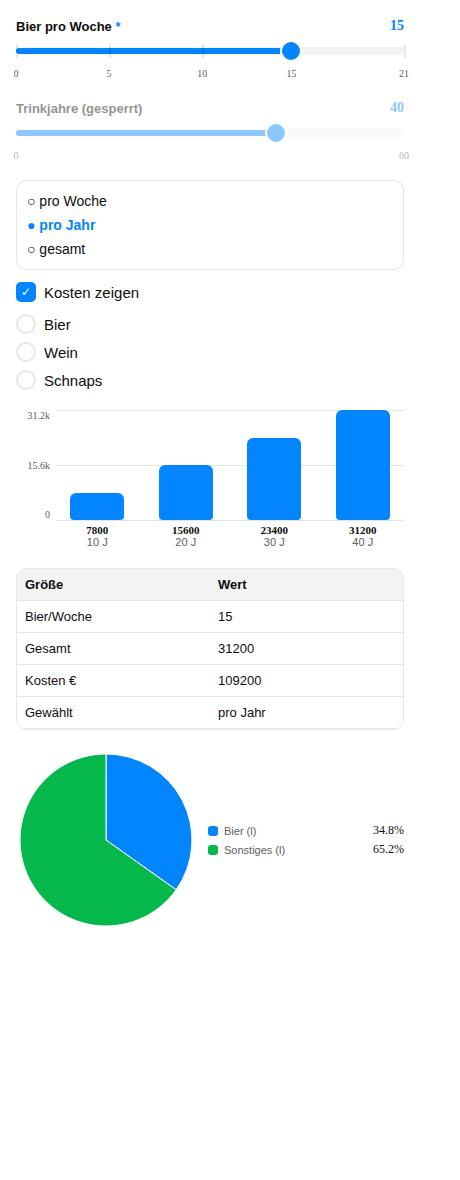 Bier pro Woche * 15
0 5 10 15 21
Trinkjahre (gesperrt) 40
0 60
○ pro Woche
● pro Jahr
○ gesamt
✓ Kosten zeigen
Bier
Wein
Schnaps
31.2k
15.6k
0
7800 15600 23400 31200
10 J 20 J 30 J 40 J
Größe Wert
Bier/Woche 15
Gesamt 31200
Kosten € 109200
Gewählt pro Jahr
Bier (l) 34.8%
Sonstiges (l) 65.2%